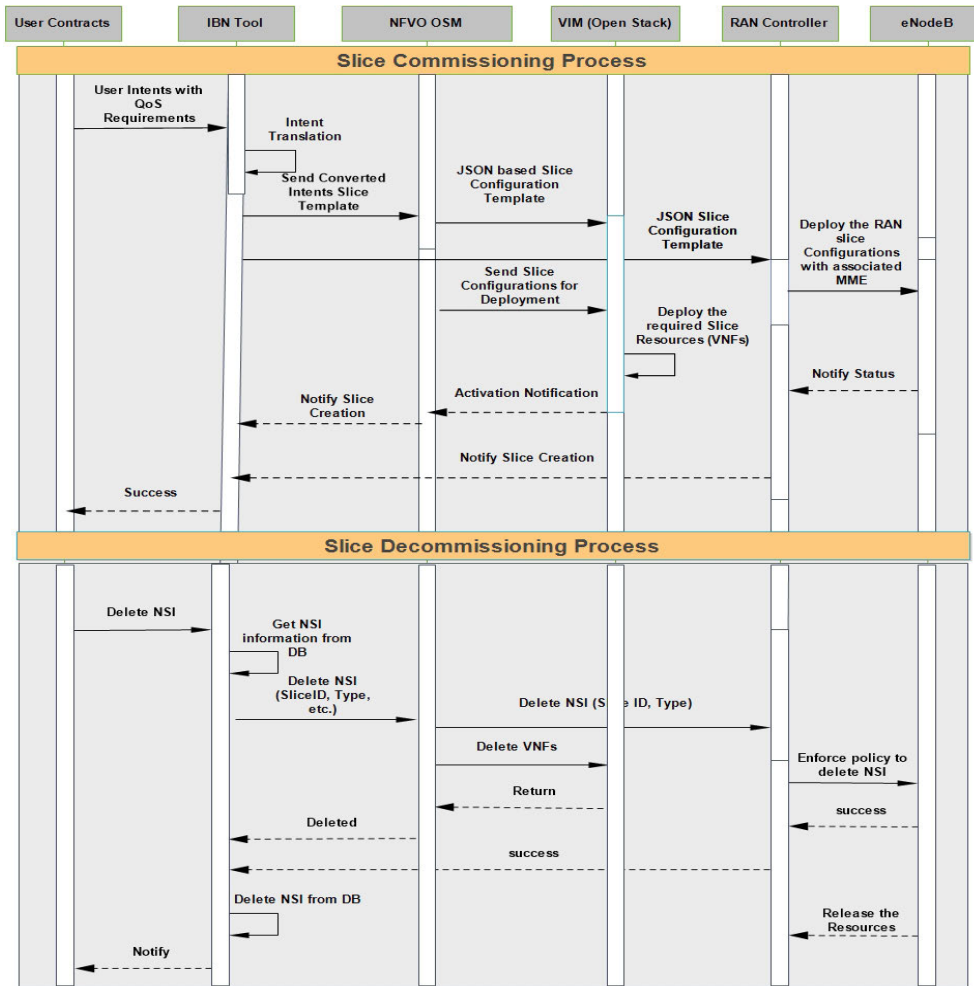 User Contracts
IBN Tool
NFVO OSM
VIM (Open Stack)
RAN Controller
eNodeB
Slice Commissioning Process
User Intents with
QoS
Requirements
Intent
Translation
Send Converted
Intents Slice
Template
JSON based Slice
Configuration
Template
JSON Slice
Configuration
Template
Deploy the RAN
slice
Configurations
with associated
MME
Send Slice
Configurations for
Deployment
Deploy the
required Slice
Resources (VNFs)
Notify Status
Activation Notification
Notify Slice
Creation
Notify Slice Creation
Success
Slice Decommissioning Process
Delete NSI
Get NSI
information from
DB
Delete NSI
(SliceID, Type,
etc.)
Delete NSI (S ID, Type)
Delete VNFs
Enforce policy to
delete NSI
Return
success
Deleted
success
Delete NSI from DB
Release the
Resources
Notify